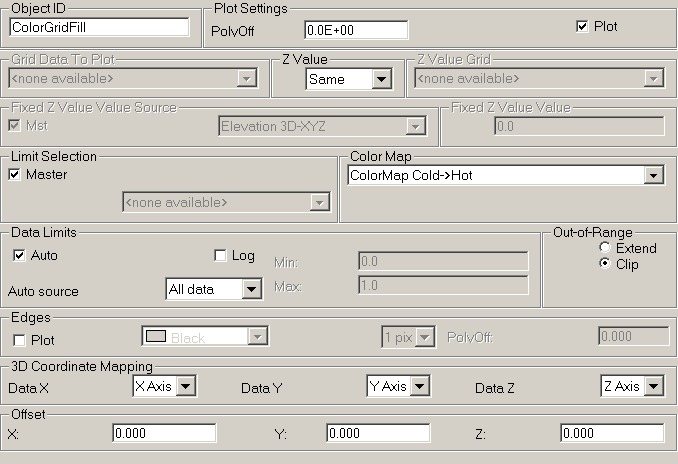 Object ID
Plot Settings
ColorGridFill
PolyOff
0.0E+00
Plot
Grid Data To Plot
Z Value
Z Value Grid
<none available>
Same
<none available>
Fixed Z Value Value Source
Fixed Z Value Value
Mst
Elevation 3D-XYZ
0.0
Limit Selection
Color Map
Master
ColorMap Cold->Hot
<none available>
Data Limits
Out-of-Range
Auto
Log
Min:
0.0
Extend
Clip
Auto source
All data
Max:
1.0
Edges
Plot
Black
1 pix
PolyOff:
0.000
3D Coordinate Mapping
Data X
X Axis
Data Y
Y Axis
Data Z
Z Axis
Offset
X:
0.000
Y:
0.000
Z:
0.000